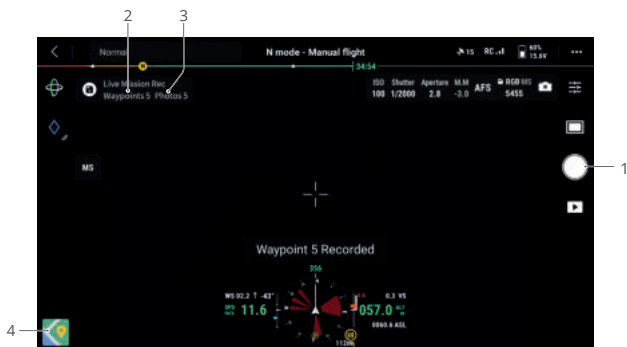 2 3
Normal N mode - Manual flight 15 RC 60% 15.6V
34:54
Live Mission Rec ISO Shutter Aperture M.M AFS RGB MS
Waypoints 5 Photos 5 100 1/2000 2.8 -3.0 5455
1
MS
Waypoint 5 Recorded
356
WS 02.2 -43° 0.3 VS
11.6 057.0 ALT m
0060.6 ASL
4